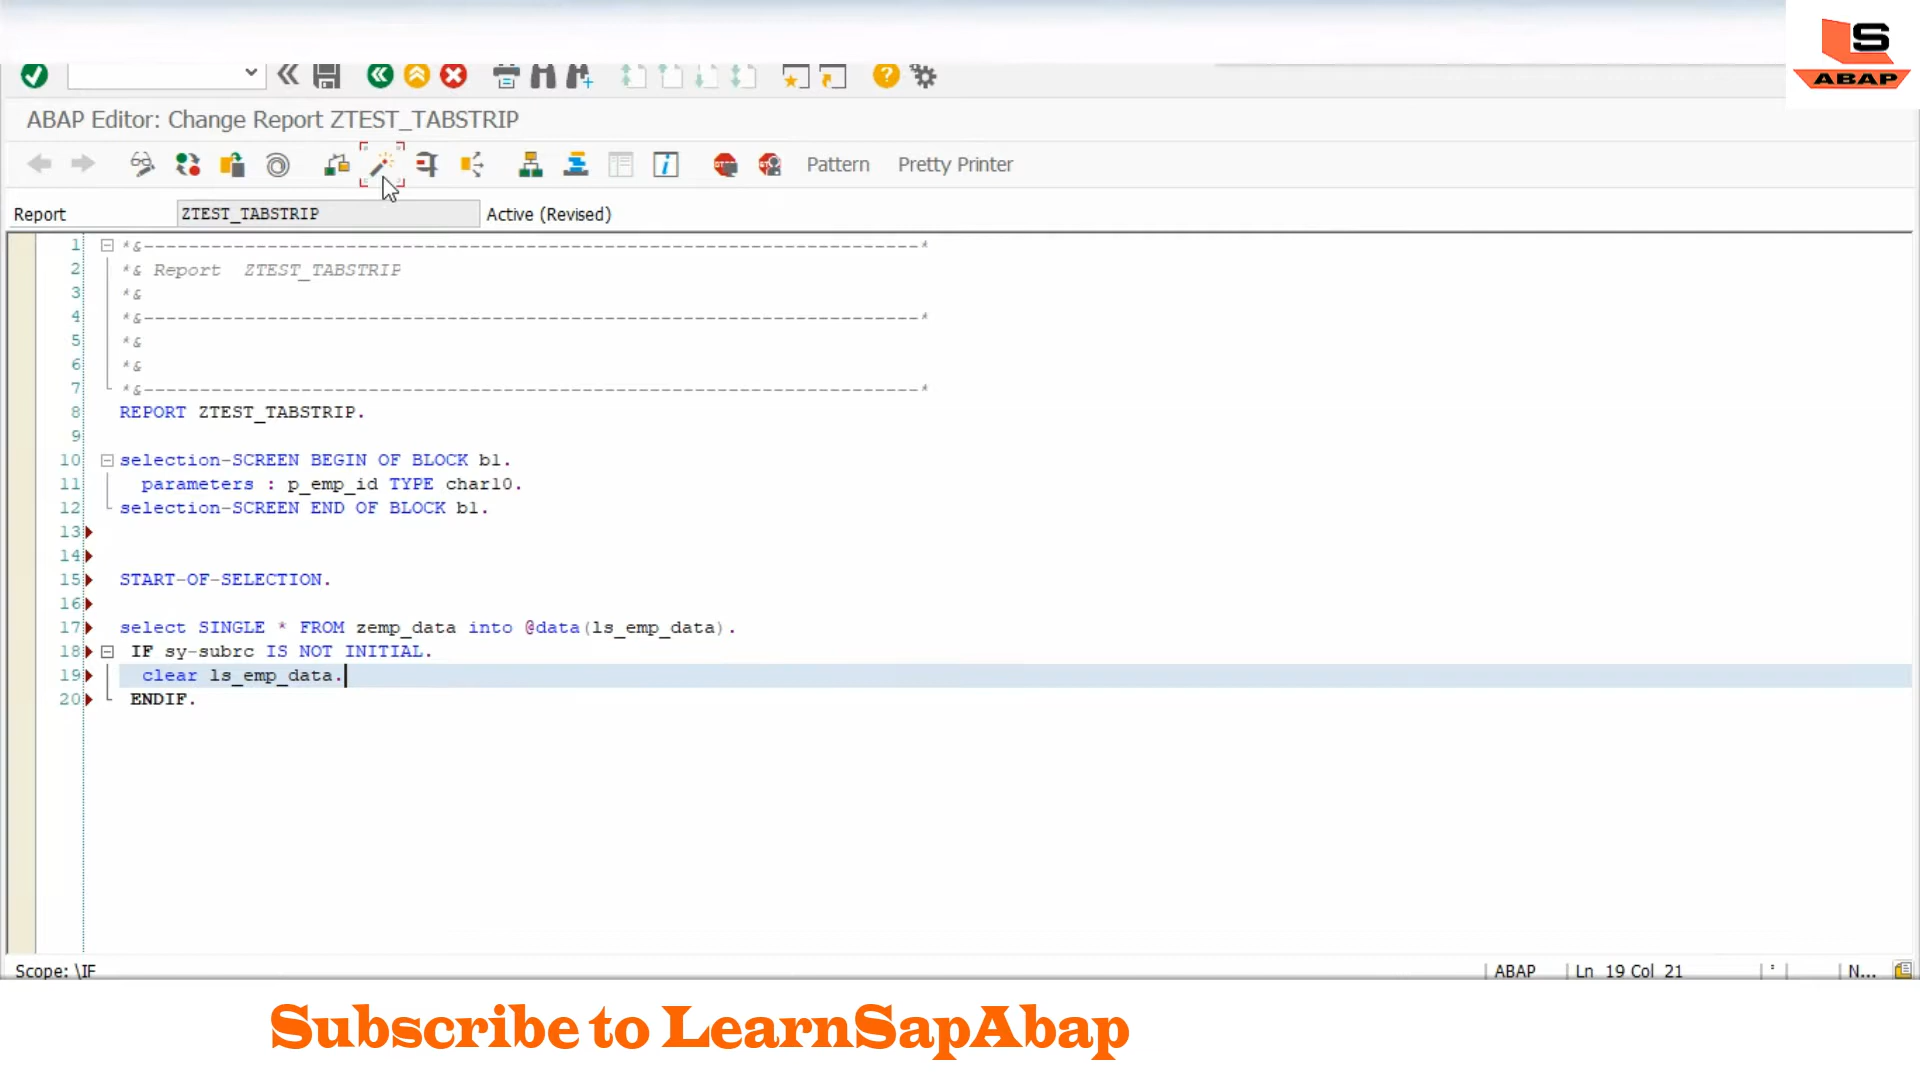 LS
ABAP
ABAP Editor: Change Report ZTEST_TABSTRIP
Pattern Pretty Printer
Report ZTEST_TABSTRIP Active (Revised)
1 *&---------------------------------------------------------------------*
2 *& Report  ZTEST_TABSTRIP
3 *&
4 *&---------------------------------------------------------------------*
5 *&
6 *&
7 *&---------------------------------------------------------------------*
8 REPORT ZTEST_TABSTRIP.
9
10 selection-SCREEN BEGIN OF BLOCK b1.
11 parameters : p_emp_id TYPE char10.
12 selection-SCREEN END OF BLOCK b1.
13
14
15 START-OF-SELECTION.
16
17 select SINGLE * FROM zemp_data into @data(ls_emp_data).
18 IF sy-subrc IS NOT INITIAL.
19 clear ls_emp_data.
20 ENDIF.
Scope: \IF ABAP Ln 19 Col 21 N...
Subscribe to LearnSapAbap